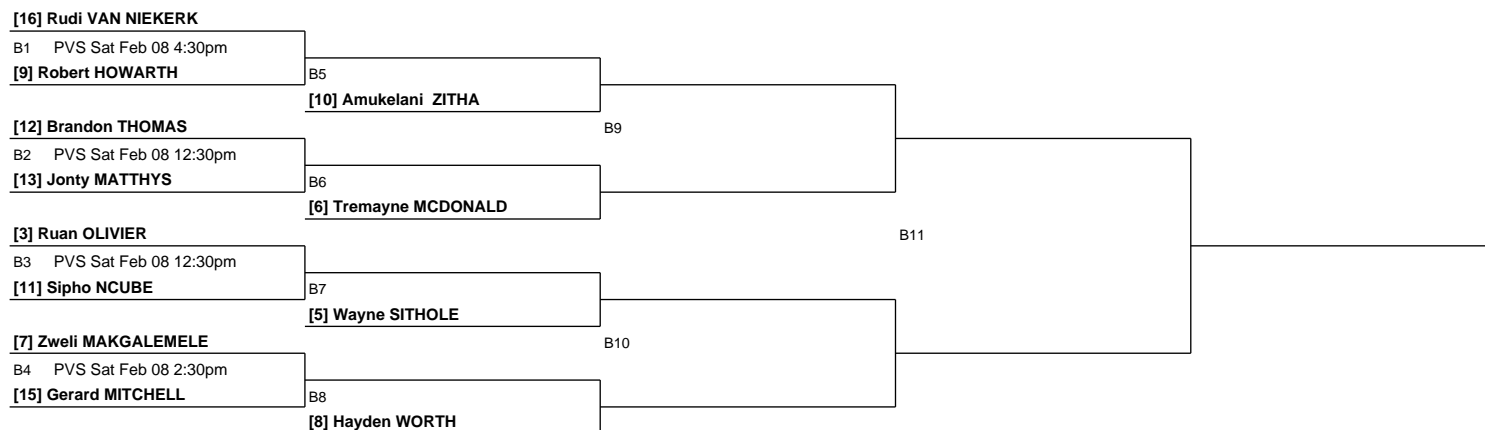 [16] Rudi VAN NIEKERK
B1 PVS Sat Feb 08 4:30pm
[9] Robert HOWARTH
B5
[10] Amukelani  ZITHA
[12] Brandon THOMAS
B9
B2 PVS Sat Feb 08 12:30pm
[13] Jonty MATTHYS
B6
[6] Tremayne MCDONALD
[3] Ruan OLIVIER
B11
B3 PVS Sat Feb 08 12:30pm
[11] Sipho NCUBE
B7
[5] Wayne SITHOLE
[7] Zweli MAKGALEMELE
B10
B4 PVS Sat Feb 08 2:30pm
[15] Gerard MITCHELL
B8
[8] Hayden WORTH